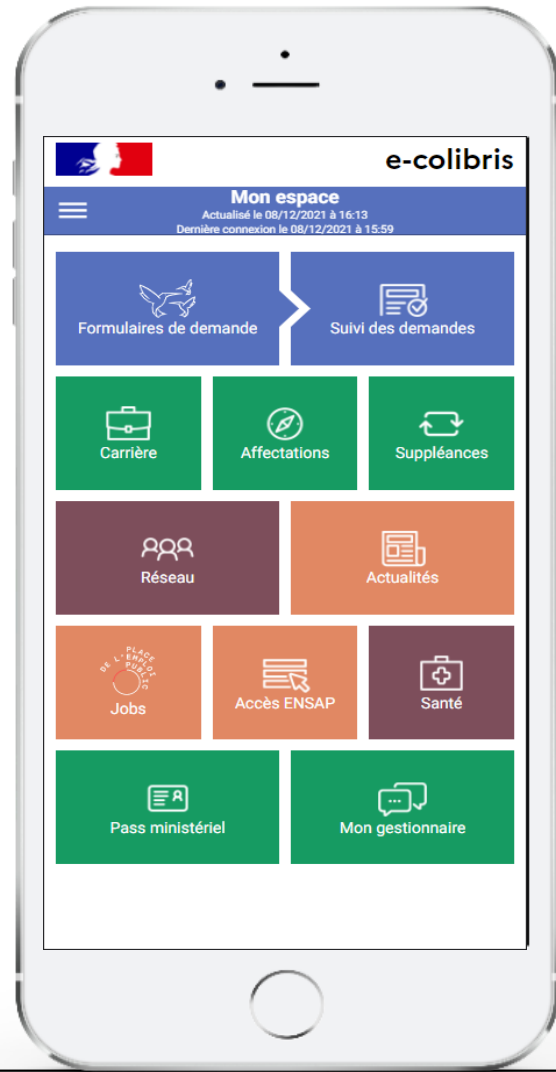 e-colibris
Mon espace
Actualisé le 08/12/2021 à 16:13
Dernière connexion le 08/12/2021 à 15:59
Formulaires de demande
Suivi des demandes
Carrière
Affectations
Suppléances
Réseau
Actualités
PLACE
DE L'EMPLOI
PUBLIC
Jobs
Accès ENSAP
Santé
Pass ministériel
Mon gestionnaire